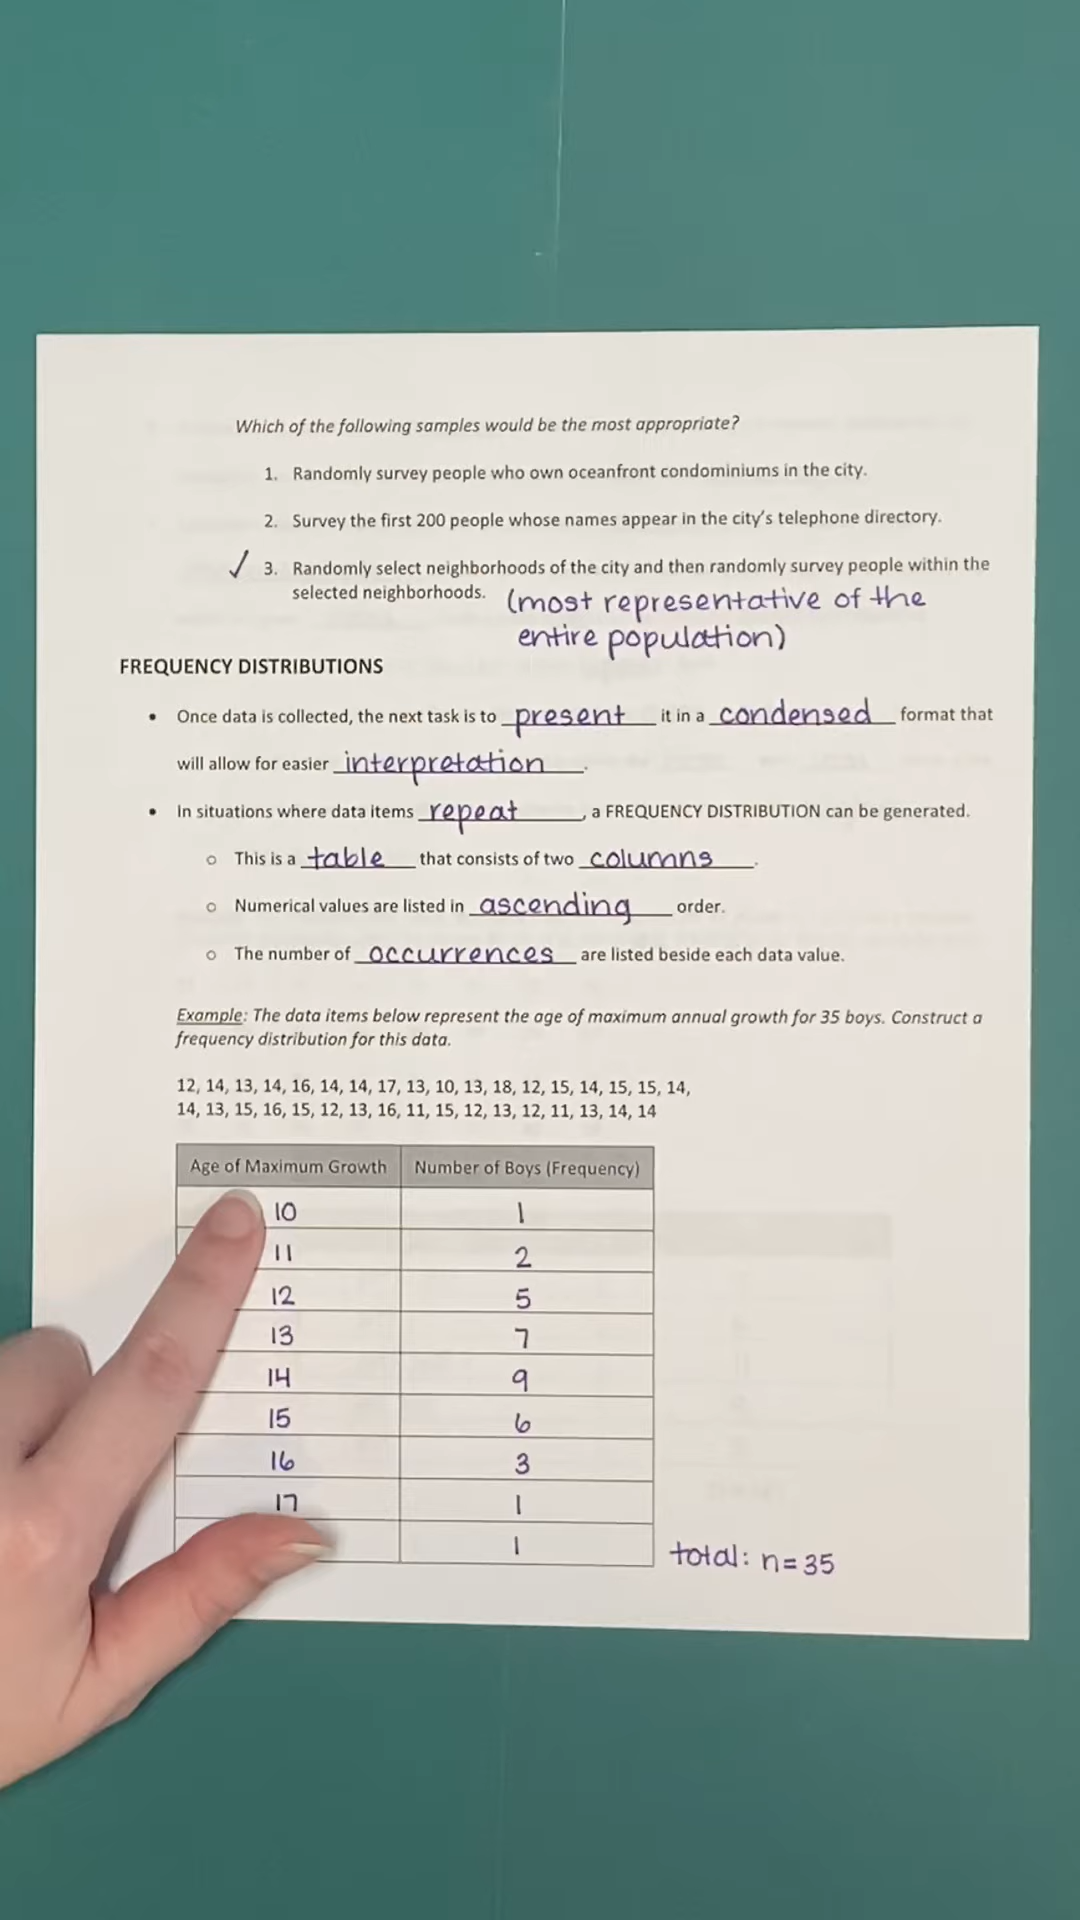 Which of the following samples would be the most appropriate?
1. Randomly survey people who own oceanfront condominiums in the city.
2. Survey the first 200 people whose names appear in the city's telephone directory.
✓ 3. Randomly select neighborhoods of the city and then randomly survey people within the
selected neighborhoods. (most representative of the
entire population)
FREQUENCY DISTRIBUTIONS
• Once data is collected, the next task is to present it in a condensed format that
will allow for easier interpretation.
• In situations where data items repeat, a FREQUENCY DISTRIBUTION can be generated.
o This is a table that consists of two columns.
o Numerical values are listed in ascending order.
o The number of occurrences are listed beside each data value.
Example: The data items below represent the age of maximum annual growth for 35 boys. Construct a
frequency distribution for this data.
12, 14, 13, 14, 16, 14, 14, 17, 13, 10, 13, 18, 12, 15, 14, 15, 15, 14,
14, 13, 15, 16, 15, 12, 13, 16, 11, 15, 12, 13, 12, 11, 13, 14, 14
Age of Maximum Growth Number of Boys (Frequency)
10 1
11 2
12 5
13 7
14 9
15 6
16 3
17 1
1 total: n=35